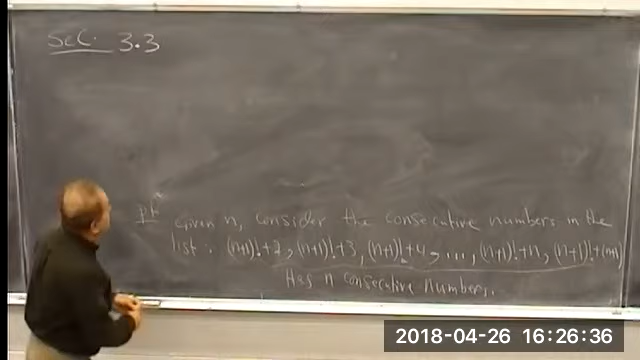 Sec. 3.3
pf Given n, consider the consecutive numbers in the
list: (n+1)!+2, (n+1)!+3, (n+1)!+4, ..., (n+1)!+n, (n+1)!+(n+1)
Has n consecutive numbers.
2018-04-26 16:26:36